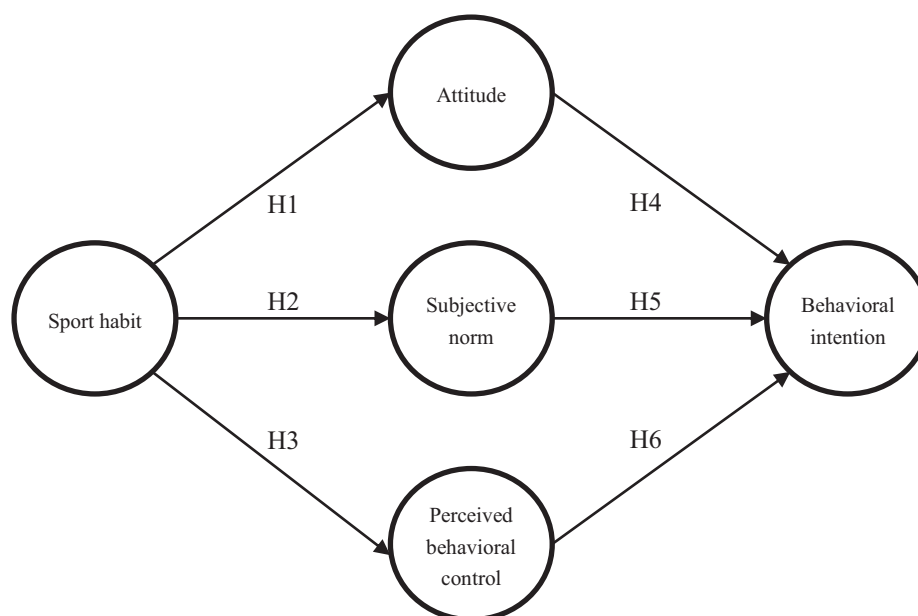 Attitude
H1
H4
Sport habit
H2
Subjective
norm
H5
Behavioral
intention
H3
H6
Perceived
behavioral
control